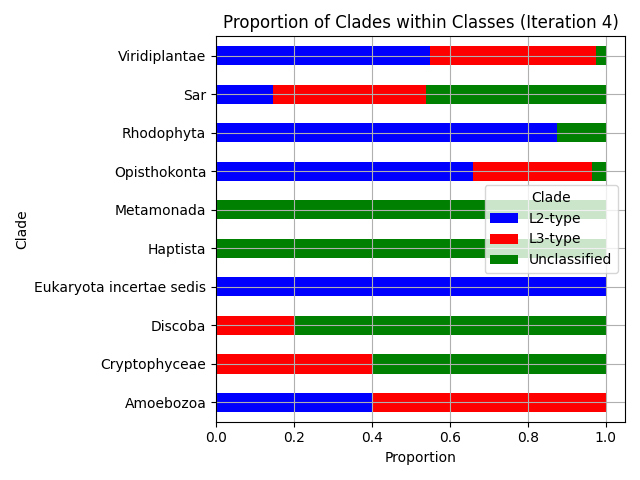 Proportion of Clades within Classes (Iteration 4)
Clade
Viridiplantae
Sar
Rhodophyta
Opisthokonta
Metamonada
Haptista
Eukaryota incertae sedis
Discoba
Cryptophyceae
Amoebozoa
Clade
L2-type
L3-type
Unclassified
0.0 0.2 0.4 0.6 0.8 1.0
Proportion